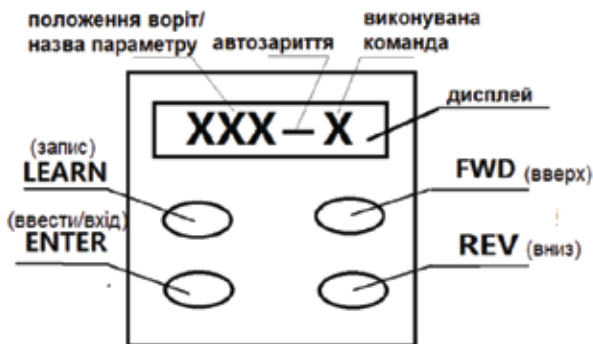 положення воріт/
назва параметру
автозариття
виконувана
команда
XXX – X
дисплей
(запис)
LEARN
FWD (вверх)
(ввести/вхід)
ENTER
REV (вниз)